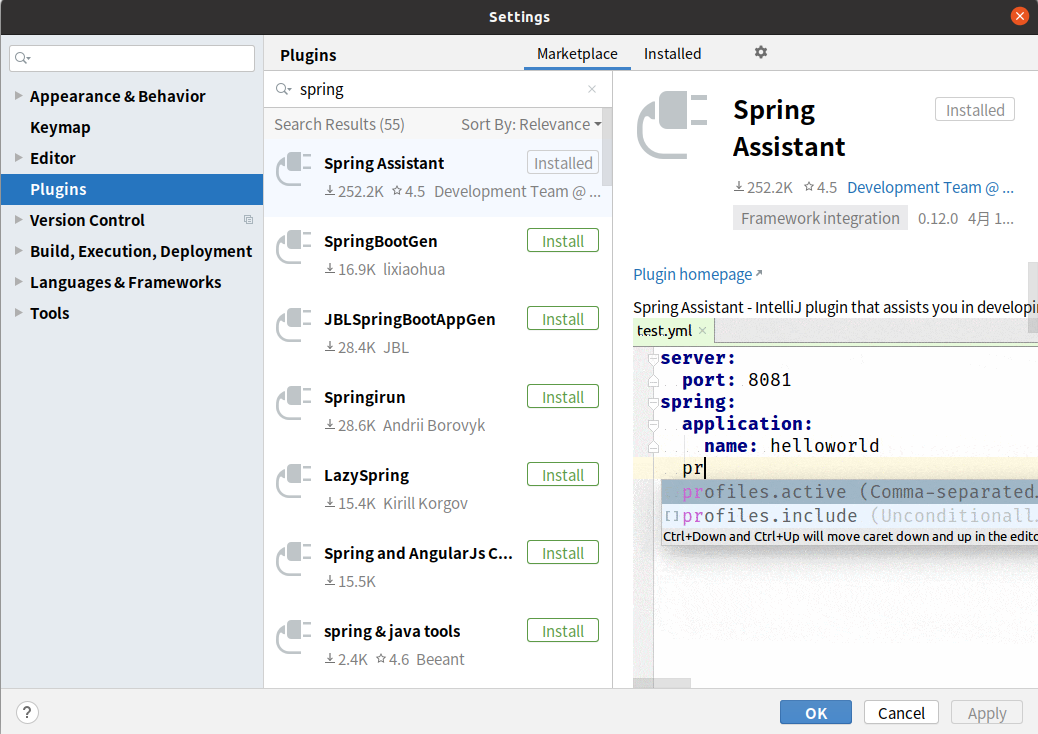 Settings
Appearance & Behavior
Keymap
Editor
Plugins
Version Control
Build, Execution, Deployment
Languages & Frameworks
Tools
Plugins
Marketplace
Installed
spring
Search Results (55)
Sort By: Relevance
Spring Assistant
Installed
252.2K
4.5
Development Team @ ...
SpringBootGen
Install
16.9K
lixiaohua
JBLSpringBootAppGen
Install
28.4K
JBL
Springirun
Install
28.6K
Andrii Borovyk
LazySpring
Install
15.4K
Kirill Korgov
Spring and AngularJs C...
Install
15.5K
spring & java tools
Install
2.4K
4.6
Beeant
Spring
Assistant
Installed
252.2K
4.5
Development Team @ ...
Framework integration
0.12.0
4月 1...
Plugin homepage
Spring Assistant - IntelliJ plugin that assists you in developin
test.yml
server:
port: 8081
spring:
application:
name: helloworld
pr
profiles.active (Comma-separated…
profiles.include (Unconditionall…
Ctrl+Down and Ctrl+Up will move caret down and up in the edito
?
OK
Cancel
Apply